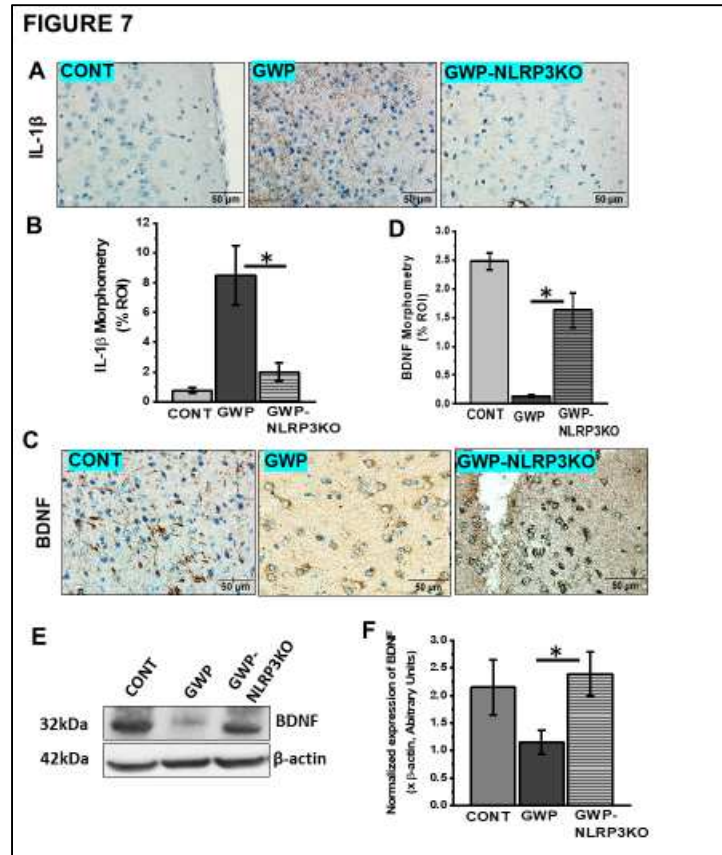 FIGURE 7
A
CONT
GWP
GWP-NLRP3KO
IL-1β
50 µm
50 µm
50 µm
B
IL-1β Morphometry
(% ROI)
12
10
8
6
4
2
0
*
CONT
GWP
GWP-
NLRP3KO
D
BDNF Morphometry
(% ROI)
3.0
2.5
2.0
1.5
1.0
0.5
0.0
*
CONT
GWP
GWP-
NLRP3KO
C
CONT
GWP
GWP-NLRP3KO
BDNF
50 µm
50 µm
50 µm
E
CONT
GWP
GWP-
NLRP3KO
32kDa
BDNF
42kDa
β-actin
F
Normalized expression of BDNF
(x β-actin, Abitrary Units)
3.0
2.5
2.0
1.5
1.0
0.5
0.0
*
CONT
GWP
GWP-
NLRP3KO